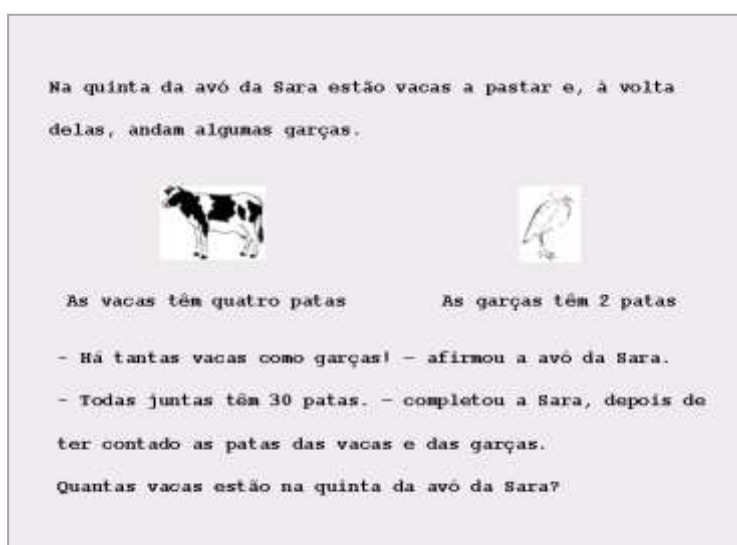 Na quinta da avó da Sara estão vacas a pastar e, à volta
delas, andam algumas garças.
As vacas têm quatro patas
As garças têm 2 patas
- Há tantas vacas como garças! – afirmou a avó da Sara.
- Todas juntas têm 30 patas. – completou a Sara, depois de
ter contado as patas das vacas e das garças.
Quantas vacas estão na quinta da avó da Sara?